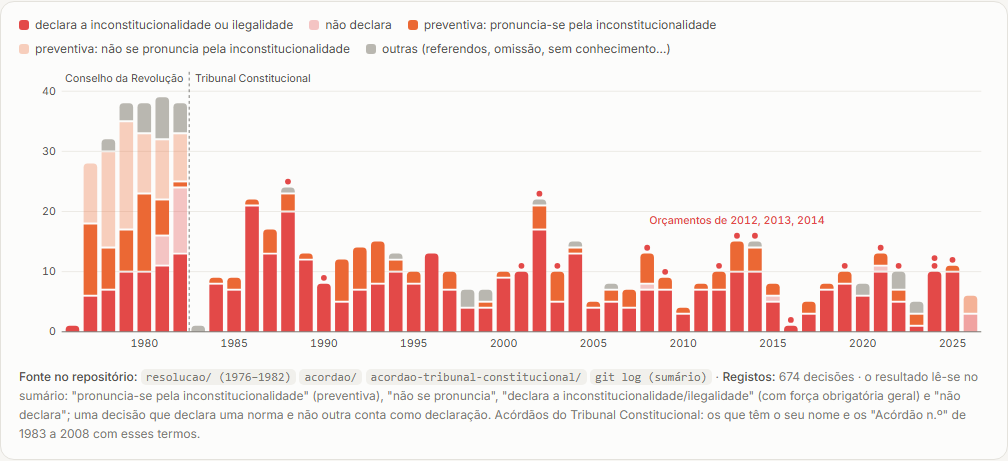 declara a inconstitucionalidade ou ilegalidade não declara preventiva: pronuncia-se pela inconstitucionalidade
preventiva: não se pronuncia pela inconstitucionalidade outras (referendos, omissão, sem conhecimento...)
Conselho da Revolução Tribunal Constitucional
40
30
20
Orçamentos de 2012, 2013, 2014
10
0
1980 1985 1990 1995 2000 2005 2010 2015 2020 2025
Fonte no repositório: resolucao/ (1976–1982) acordao/ acordao-tribunal-constitucional/ git log (sumário) · Registos: 674 decisões · o resultado lê-se no
sumário: "pronuncia-se pela inconstitucionalidade" (preventiva), "não se pronuncia", "declara a inconstitucionalidade/ilegalidade" (com força obrigatória geral) e "não
declara"; uma decisão que declara uma norma e não outra conta como declaração. Acórdãos do Tribunal Constitucional: os que têm o seu nome e os "Acórdão n.º" de
1983 a 2008 com esses termos.